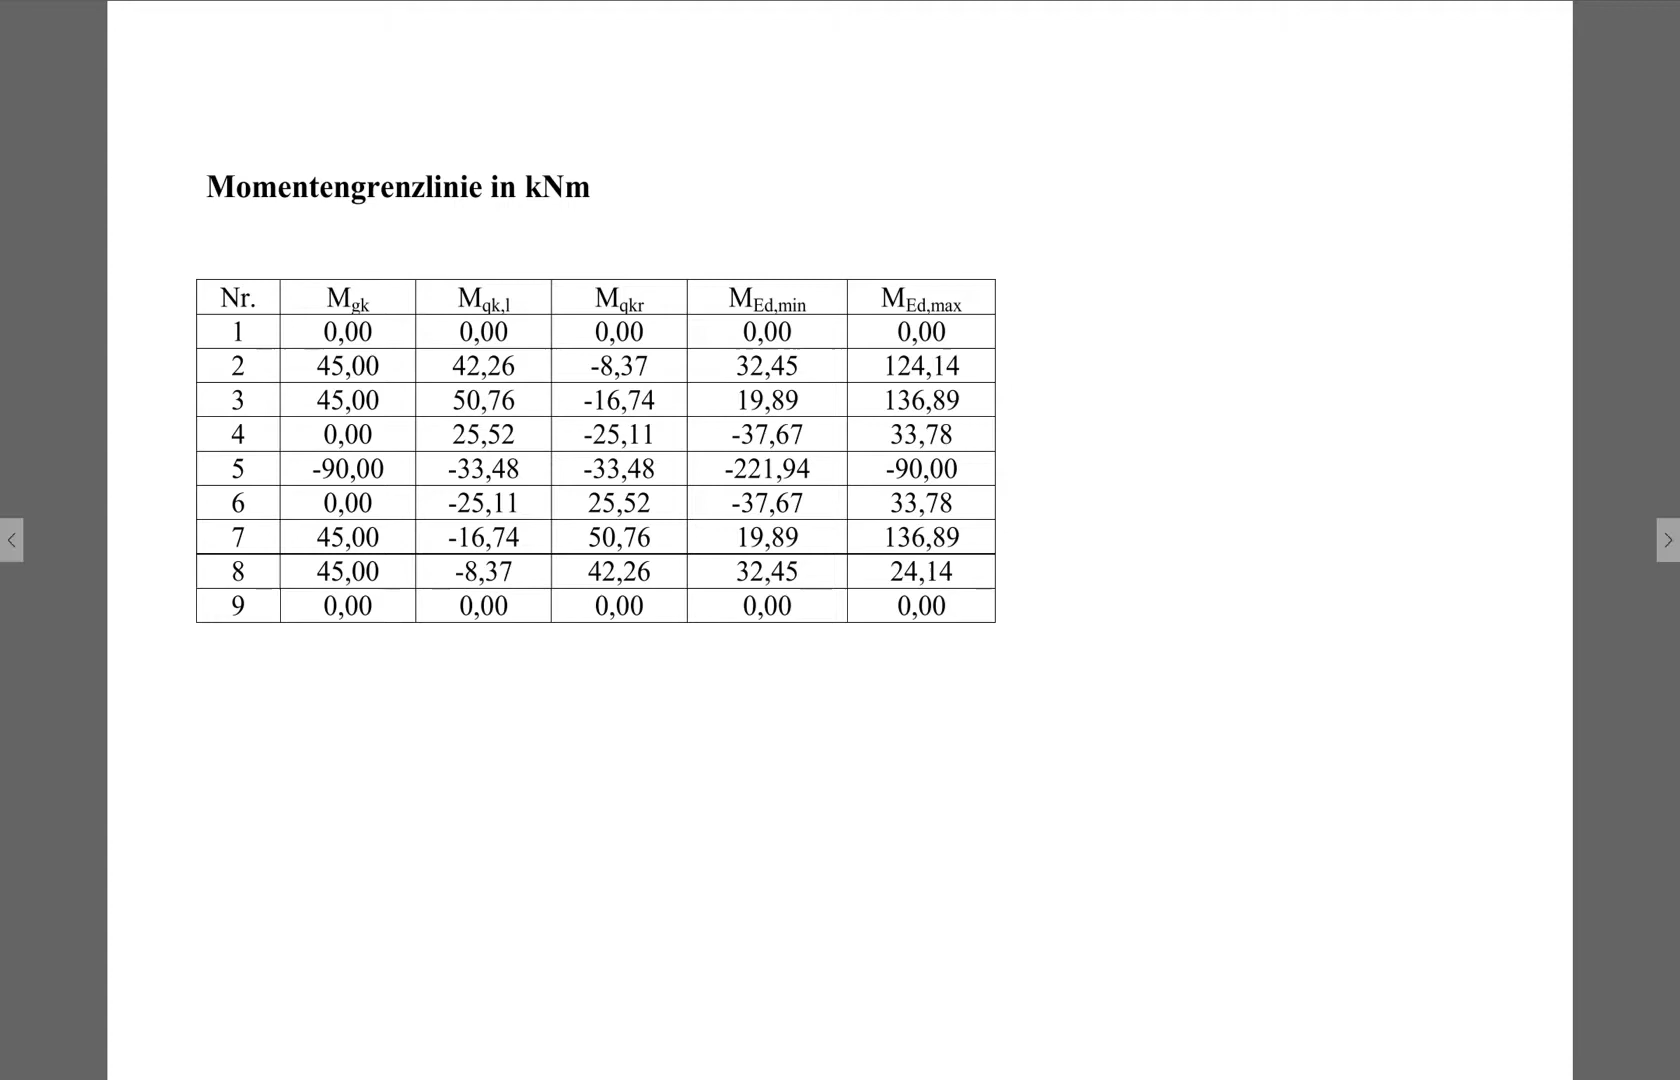 Momentengrenzlinie in kNm
Nr. Mgk Mqk,l Mqkr MEd,min MEd,max
1 0,00 0,00 0,00 0,00 0,00
2 45,00 42,26 -8,37 32,45 124,14
3 45,00 50,76 -16,74 19,89 136,89
4 0,00 25,52 -25,11 -37,67 33,78
5 -90,00 -33,48 -33,48 -221,94 -90,00
6 0,00 -25,11 25,52 -37,67 33,78
7 45,00 -16,74 50,76 19,89 136,89
8 45,00 -8,37 42,26 32,45 24,14
9 0,00 0,00 0,00 0,00 0,00